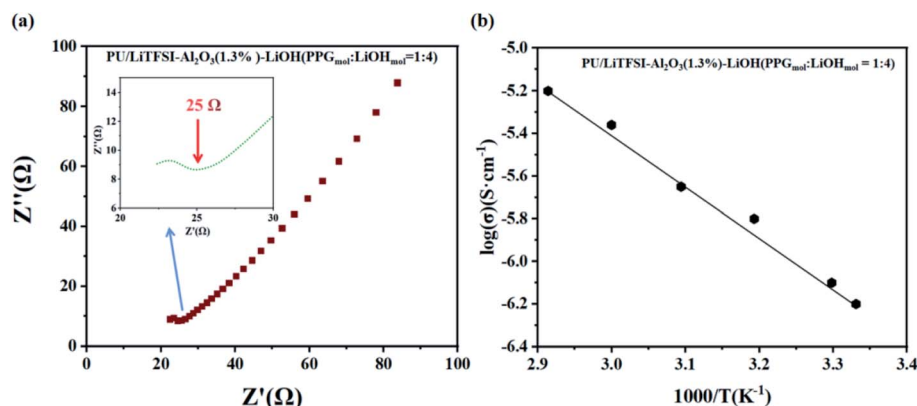 (a)
PU/LiTFSI-Al₂O₃(1.3% )-LiOH(PPGmol:LiOHmol=1:4)
100
80
60
40
20
0
Z''(Ω)
0 20 40 60 80 100
Z'(Ω)
25 Ω
14
12
10
8
6
Z''(Ω)
20 25 30
Z'(Ω)
(b)
PU/LiTFSI-Al₂O₃(1.3%)-LiOH(PPGmol:LiOHmol = 1:4)
-5.0
-5.2
-5.4
-5.6
-5.8
-6.0
-6.2
-6.4
log(σ)(S·cm⁻¹)
2.9 3.0 3.1 3.2 3.3 3.4
1000/T(K⁻¹)